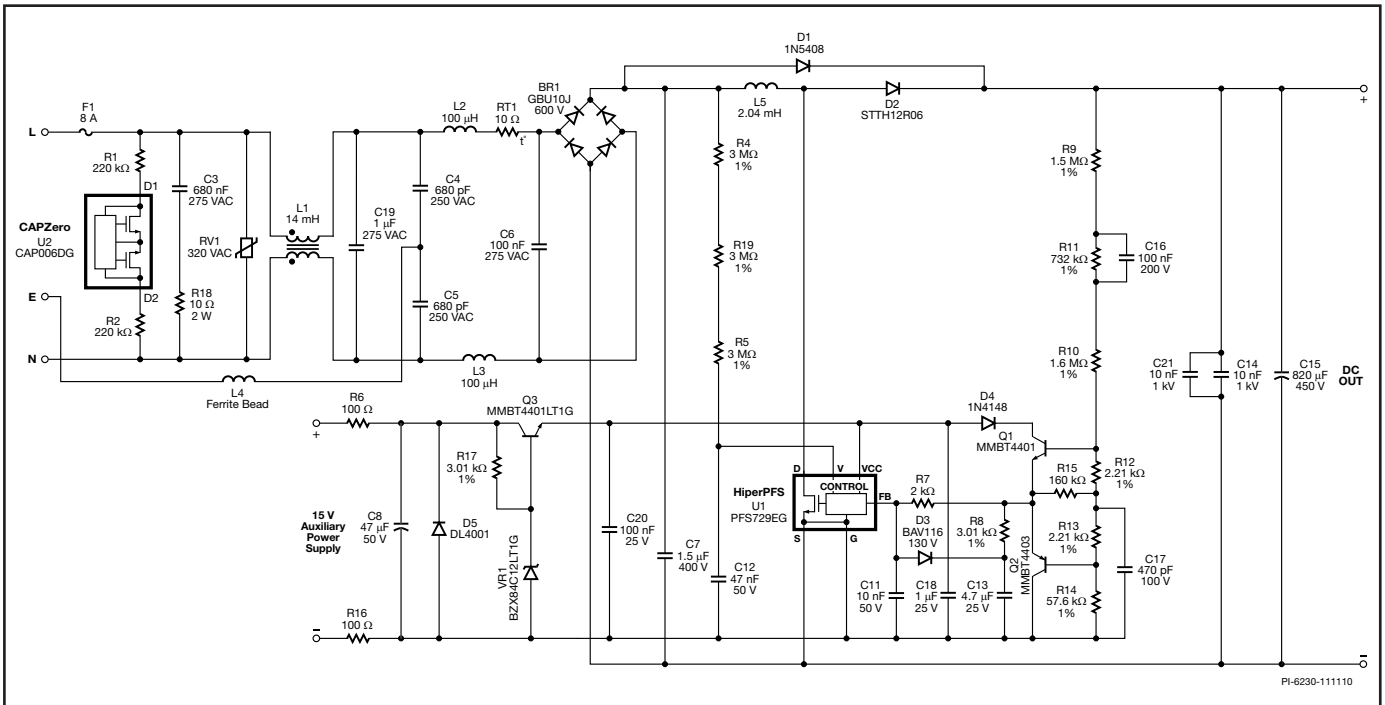 D1
1N5408
BR1
GBU10J
600 V
L2
100 µH
RT1
10 Ω
t°
L5
2.04 mH
D2
STTH12R06
+
F1
8 A
L
R1
220 kΩ
D1
C3
680 nF
275 VAC
CAPZero
U2
CAP006DG
D2
RV1
320 VAC
L1
14 mH
C19
1 µF
275 VAC
C4
680 pF
250 VAC
C6
100 nF
275 VAC
C5
680 pF
250 VAC
R4
3 MΩ
1%
R19
3 MΩ
1%
R5
3 MΩ
1%
R9
1.5 MΩ
1%
R11
732 kΩ
1%
C16
100 nF
200 V
R10
1.6 MΩ
1%
C21
10 nF
1 kV
C14
10 nF
1 kV
C15
820 µF
450 V
DC
OUT
E
R18
10 Ω
2 W
R2
220 kΩ
N
L3
100 µH
L4
Ferrite Bead
R6
100 Ω
+
Q3
MMBT4401LT1G
R17
3.01 kΩ
1%
D4
1N4148
Q1
MMBT4401
R15
160 kΩ
R12
2.21 kΩ
1%
D
V
VCC
CONTROL
HiperPFS
U1
PFS729EG
FB
S
G
R7
2 kΩ
D3
BAV116
130 V
R8
3.01 kΩ
1%
Q2
MMBT4403
R13
2.21 kΩ
1%
C17
470 pF
100 V
R14
57.6 kΩ
1%
15 V
Auxiliary
Power
Supply
C8
47 µF
50 V
D5
DL4001
VR1
BZX84C12LT1G
C20
100 nF
25 V
C7
1.5 µF
400 V
C12
47 nF
50 V
C11
10 nF
50 V
C18
1 µF
25 V
C13
4.7 µF
25 V
R16
100 Ω
−
−
PI-6230-111110